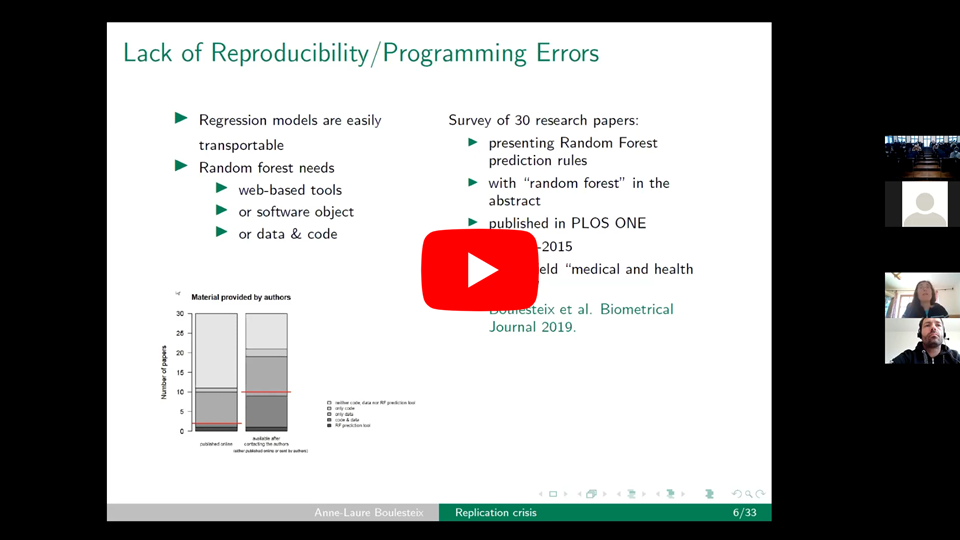 Lack of Reproducibility/Programming Errors
Regression models are easily
transportable
Random forest needs
web-based tools
or software object
or data & code
Survey of 30 research papers:
presenting Random Forest
prediction rules
with “random forest” in the
abstract
published in PLOS ONE
-2015
“medical and health
Boulesteix et al. Biometrical
Journal 2019.
Material provided by authors
Number of papers
30
25
20
15
10
5
0
published online
available after
contacting the authors
(either published online or sent by authors)
neither code, data nor RF prediction tool
only code
only data
code & data
RF prediction tool
Anne-Laure Boulesteix
Replication crisis
6/33